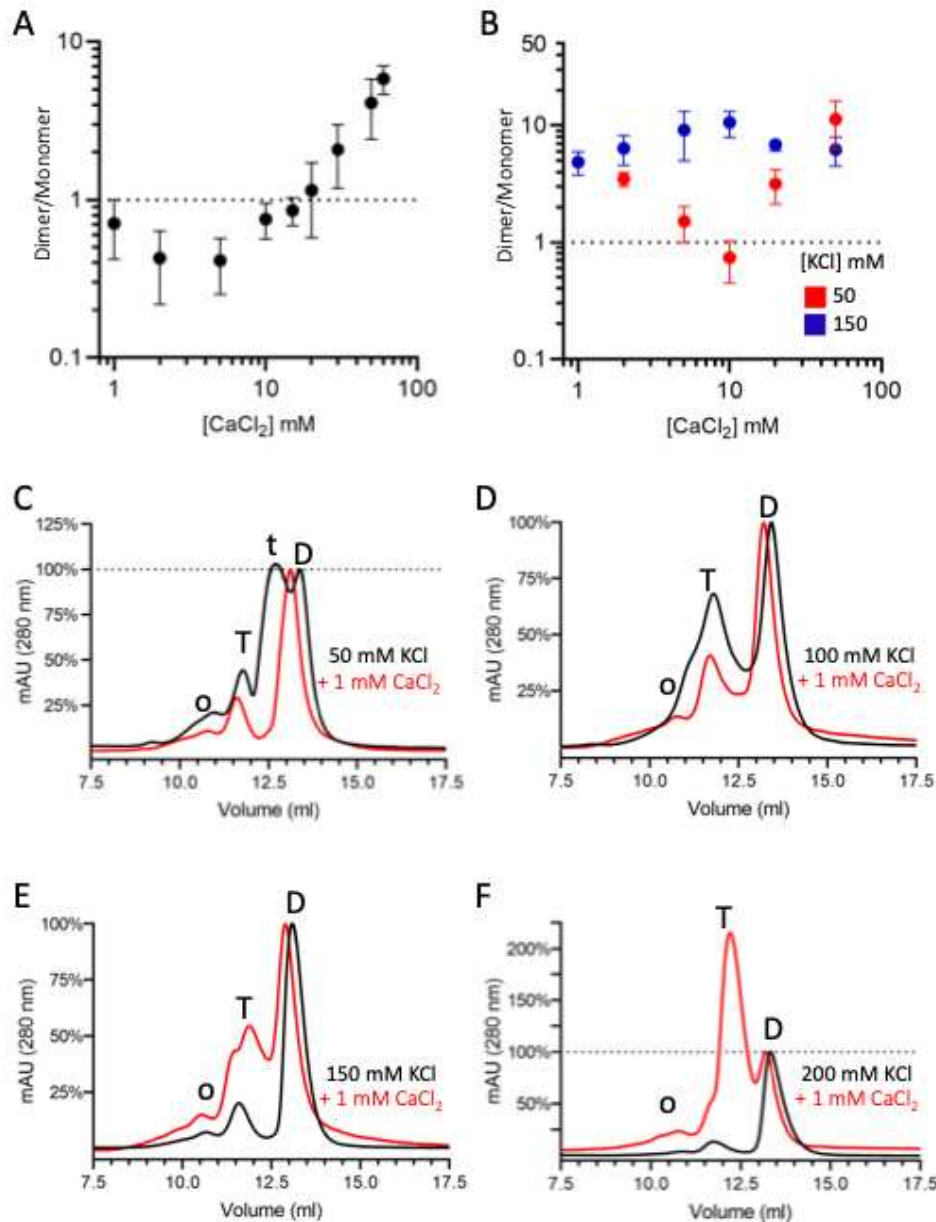 A
10
1
0.1
Dimer/Monomer
1
10
100
[CaCl2] mM
B
50
10
1
0.1
Dimer/Monomer
[KCl] mM
50
150
1
10
100
[CaCl2] mM
C
125%
100%
75%
50%
25%
mAU (280 nm)
t
D
T
o
50 mM KCl
+ 1 mM CaCl2
7.5 10.0 12.5 15.0 17.5
Volume (ml)
D
100%
75%
50%
25%
mAU (280 nm)
D
T
o
100 mM KCl
+ 1 mM CaCl2
7.5 10.0 12.5 15.0 17.5
Volume (ml)
E
100%
75%
50%
25%
mAU (280 nm)
D
T
o
150 mM KCl
+ 1 mM CaCl2
7.5 10.0 12.5 15.0 17.5
Volume (ml)
F
200%
150%
100%
50%
mAU (280 nm)
T
D
o
200 mM KCl
+ 1 mM CaCl2
7.5 10.0 12.5 15.0 17.5
Volume (ml)